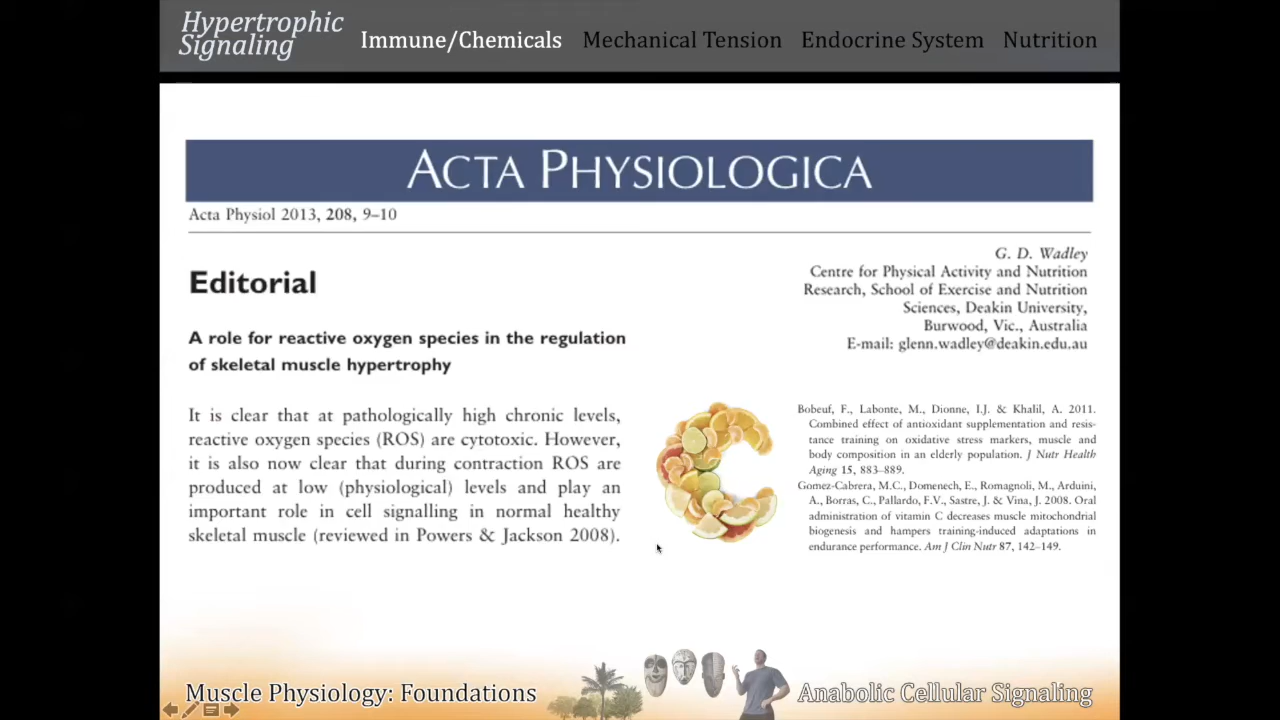 Hypertrophic
Signaling
Immune/Chemicals Mechanical Tension Endocrine System Nutrition
ACTA PHYSIOLOGICA
Acta Physiol 2013, 208, 9–10
Editorial
A role for reactive oxygen species in the regulation
of skeletal muscle hypertrophy
It is clear that at pathologically high chronic levels,
reactive oxygen species (ROS) are cytotoxic. However,
it is also now clear that during contraction ROS are
produced at low (physiological) levels and play an
important role in cell signalling in normal healthy
skeletal muscle (reviewed in Powers & Jackson 2008).
G. D. Wadley
Centre for Physical Activity and Nutrition
Research, School of Exercise and Nutrition
Sciences, Deakin University,
Burwood, Vic., Australia
E-mail: glenn.wadley@deakin.edu.au
C
Bobeuf, F., Labonte, M., Dionne, I.J. & Khalil, A. 2011.
Combined effect of antioxidant supplementation and resis-
tance training on oxidative stress markers, muscle and
body composition in an elderly population. J Nutr Health
Aging 15, 883–889.
Gomez-Cabrera, M.C., Domenech, E., Romagnoli, M., Arduini,
A., Borras, C., Pallardo, F.V., Sastre, J. & Vina, J. 2008. Oral
administration of vitamin C decreases muscle mitochondrial
biogenesis and hampers training-induced adaptations in
endurance performance. Am J Clin Nutr 87, 142–149.
Muscle Physiology: Foundations
Anabolic Cellular Signaling